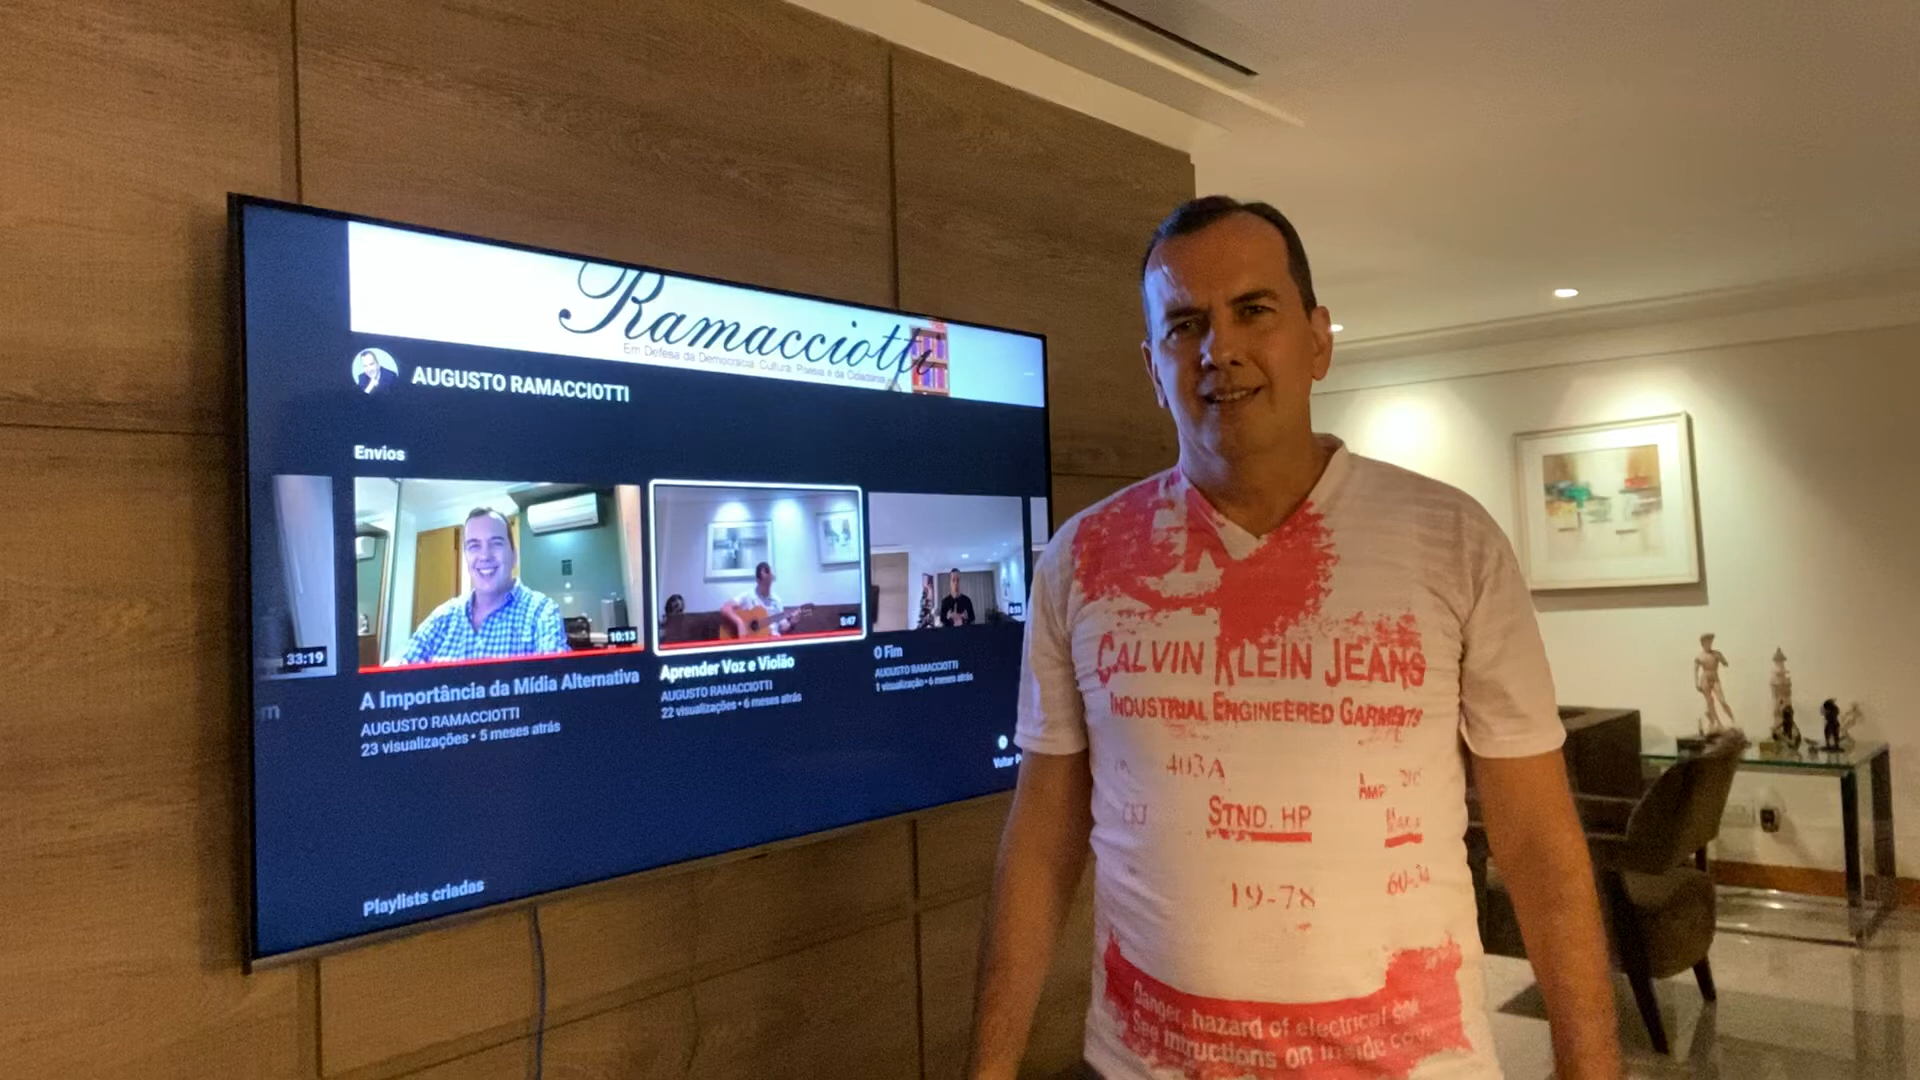 Ramacciotti
Em Defesa da Democracia, Cultura, Poesia e da Cidadania
AUGUSTO RAMACCIOTTI
Envios
33:19
10:13
5:47
A Importância da Mídia Alternativa
AUGUSTO RAMACCIOTTI
23 visualizações • 5 meses atrás
Aprender Voz e Violão
AUGUSTO RAMACCIOTTI
22 visualizações • 6 meses atrás
O Fim
AUGUSTO RAMACCIOTTI
1 visualização • 6 meses atrás
Voltar
Playlists criadas
CALVIN KLEIN JEANS
INDUSTRIAL ENGINEERED GARMENTS
403A
AMP
STND. HP
19-78
Danger, hazard of electrical
See intructions on inside